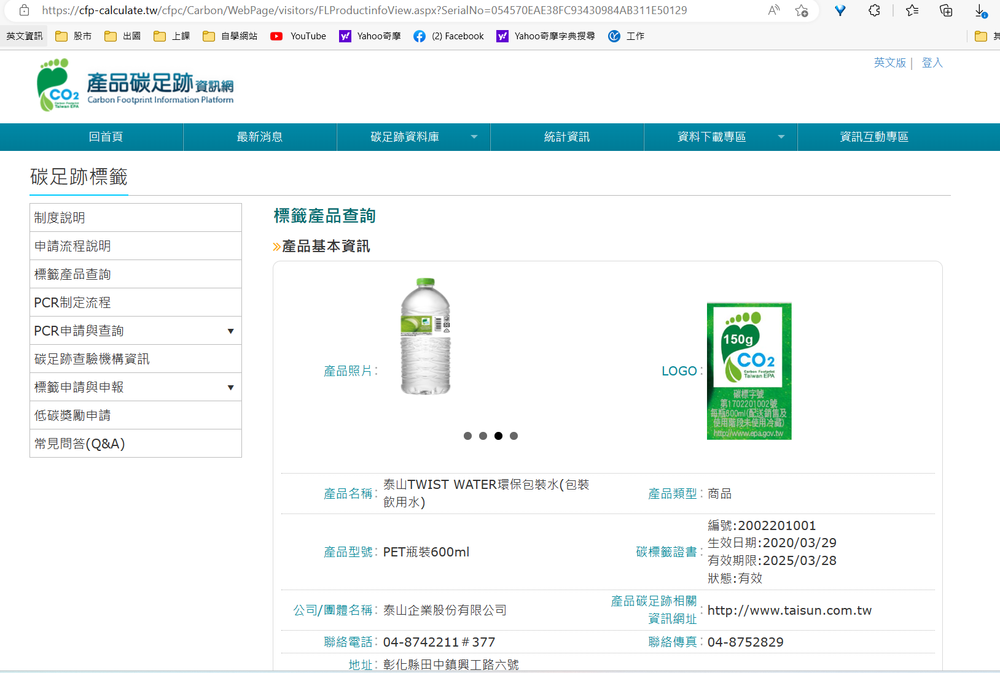 https://cfp-calculate.tw/cfpc/Carbon/WebPage/visitors/FLProductinfoView.aspx?SerialNo=054570EAE38FC93430984AB311E50129
英文資訊 股市 出國 上課 自學網站 YouTube Yahoo奇摩 (2) Facebook Yahoo奇摩字典搜尋 工作
英文版 | 登入
CO2 Carbon Footprint Taiwan EPA
產品碳足跡資訊網
Carbon Footprint Information Platform
回首頁 最新消息 碳足跡資料庫 統計資訊 資料下載專區 資訊互動專區
碳足跡標籤
制度說明
申請流程說明
標籤產品查詢
PCR制定流程
PCR申請與查詢
碳足跡查驗機構資訊
標籤申請與申報
低碳獎勵申請
常見問答(Q&A)
標籤產品查詢
產品基本資訊
產品照片:
LOGO:
150g
CO2
Carbon Footprint
Taiwan EPA
碳標字號
第1702201002號
每瓶600ml(配送銷售及
使用階段未使用冷藏)
http://www.epa.gov.tw
產品名稱: 泰山TWIST WATER環保包裝水(包裝
飲用水)
產品類型: 商品
產品型號: PET瓶裝600ml
碳標籤證書: 編號:2002201001
生效日期:2020/03/29
有效期限:2025/03/28
狀態:有效
公司/團體名稱: 泰山企業股份有限公司
產品碳足跡相關
資訊網址: http://www.taisun.com.tw
聯絡電話: 04-8742211＃377
聯絡傳真: 04-8752829
地址: 彰化縣田中鎮興工路六號